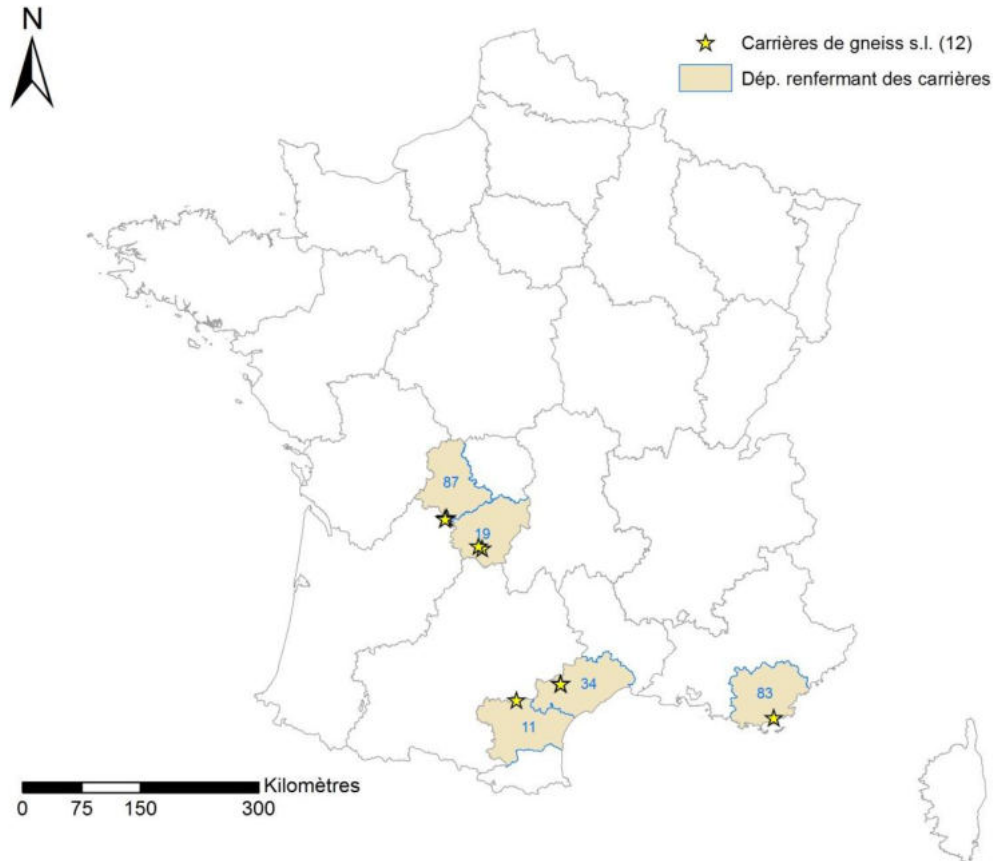 N
Carrières de gneiss s.l. (12)
Dép. renfermant des carrières
87
19
34
83
11
Kilomètres
0 75 150 300